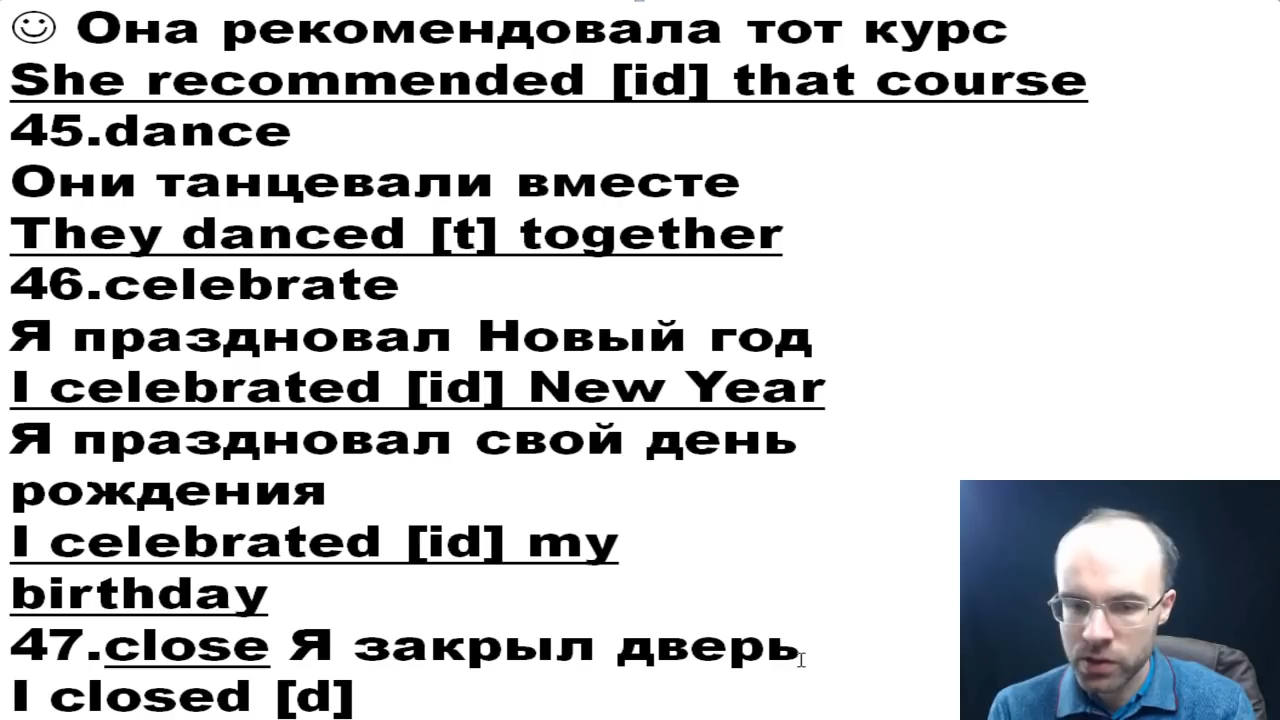 ☺ Она рекомендовала тот курс
She recommended [id] that course
45.dance
Они танцевали вместе
They danced [t] together
46.celebrate
Я праздновал Новый год
I celebrated [id] New Year
Я праздновал свой день
рождения
I celebrated [id] my
birthday
47.close Я закрыл дверь
I closed [d]